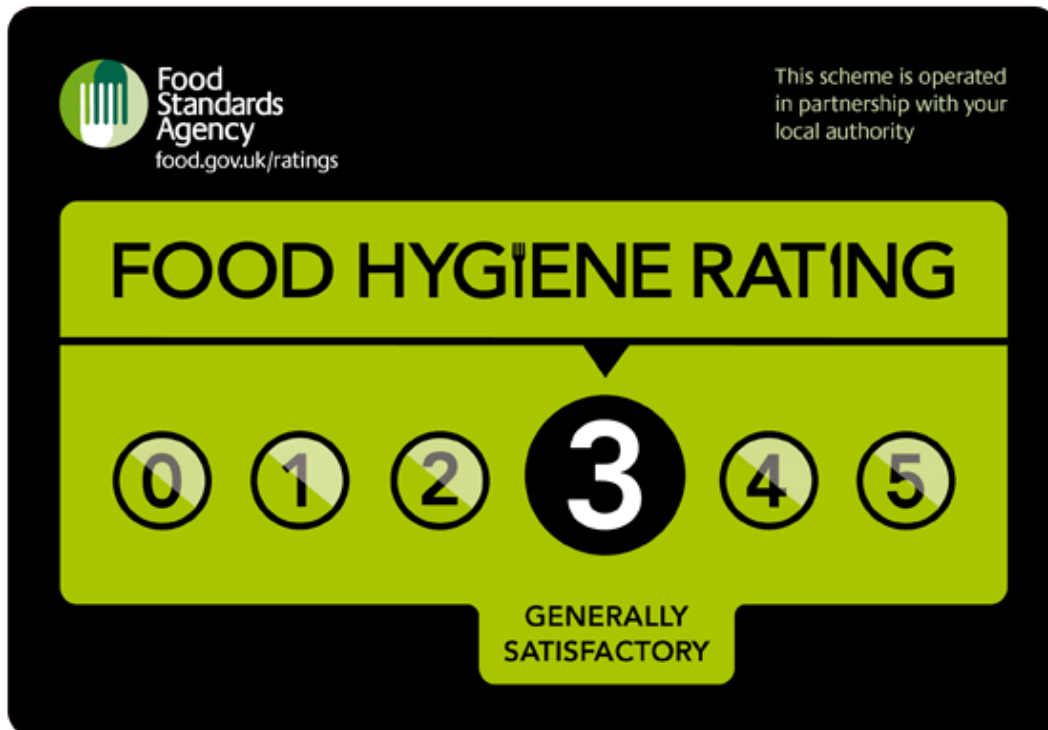 Food
Standards
Agency
food.gov.uk/ratings
This scheme is operated
in partnership with your
local authority
FOOD HYGIENE RATING
0 1 2 3 4 5
GENERALLY
SATISFACTORY